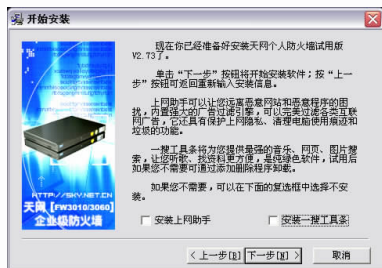 开始安装
现在你已经准备好安装天网个人防火墙试用版
V2.73了。
单击“下一步”按钮将开始安装软件；按“上一
步”按钮可返回重新输入安装信息。
上网助手可以让您远离恶意网站和恶意程序的困
扰，内置强大的广告过滤引擎，可以完美过滤各类互联
网广告，它还具有保护上网隐私、清理电脑使用痕迹和
垃圾的功能。
一搜工具条将为您提供最强的音乐、网页、图片搜
索，让您听歌、找资料更方便，是纯绿色软件，试用后
如果您不需要可通过添加删除程序卸载。
如果您不需要，可以在下面的复选框中选择不安
装。
安装上网助手
安装一搜工具条
HTTP://SKY.NET.CN
天网［FW3010/3060］
企业级防火墙
< 上一步(B)
下一步(N) >
取消